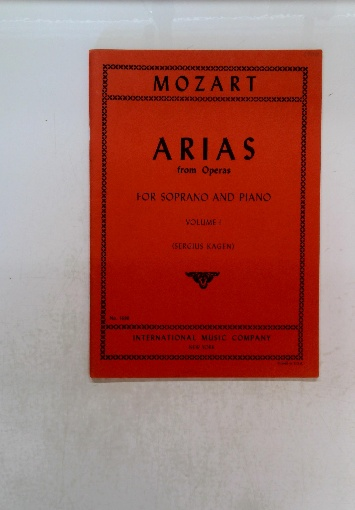 MOZART
ARIAS
from Operas
FOR SOPRANO AND PIANO
VOLUME I
(SERGIUS KAGEN)
INTERNATIONAL MUSIC COMPANY
NEW YORK